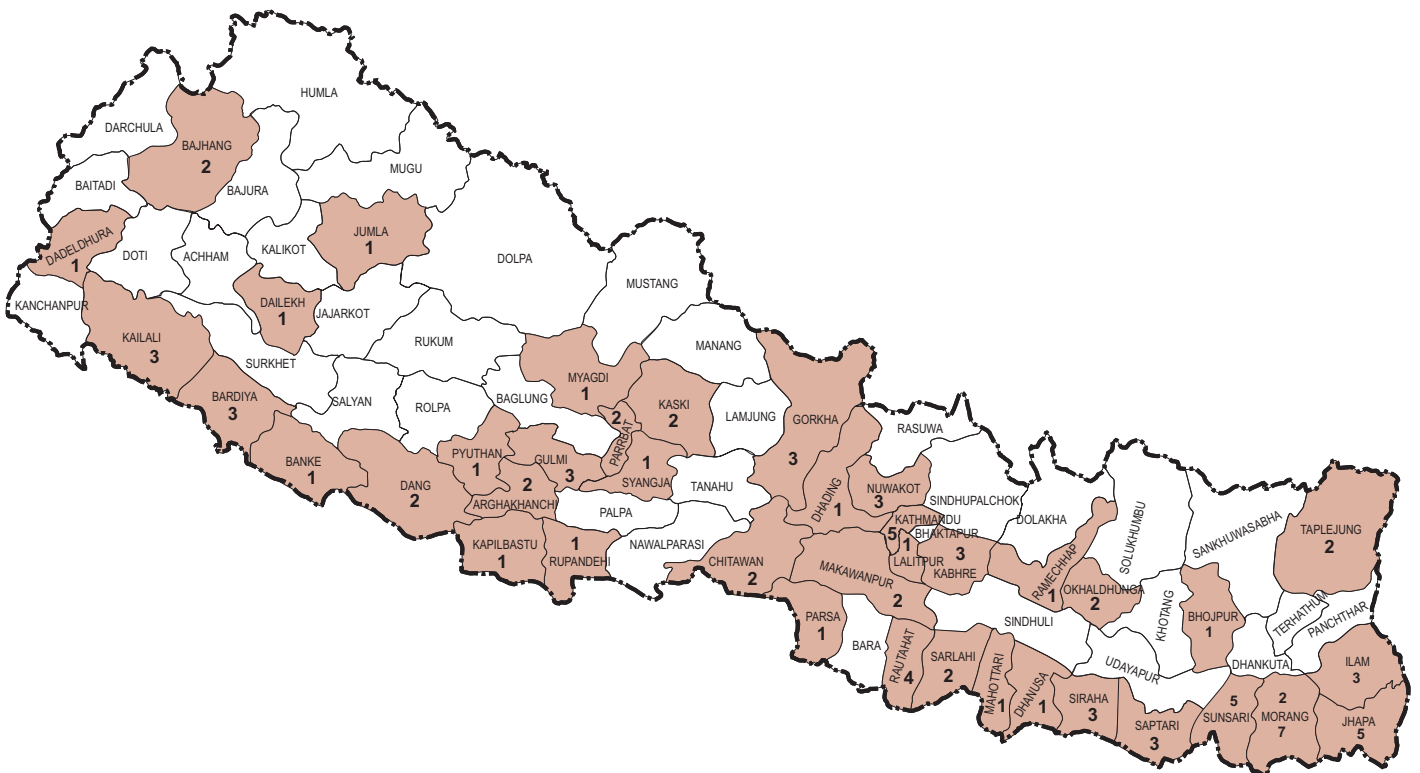 HUMLA
DARCHULA
BAJHANG
2
MUGU
BAITADI
BAJURA
JUMLA
1
DADELDHURA
1
DOTI
ACHHAM
KALIKOT
DOLPA
MUSTANG
KANCHANPUR
DAILEKH
1
JAJARKOT
KAILALI
3
RUKUM
MANANG
SURKHET
MYAGDI
1
BARDIYA
3
SALYAN
ROLPA
BAGLUNG
2
PARRBAT
KASKI
2
LAMJUNG
GORKHA
3
RASUWA
BANKE
1
DANG
2
PYUTHAN
1
GULMI
3
1
SYANGJA
2
ARGHAKHANCHI
TANAHU
DHADING
1
NUWAKOT
3
SINDHUPALCHOK
DOLAKHA
SOLUKHUMBU
SANKHUWASABHA
TAPLEJUNG
2
PALPA
KATHMANDU
5
BHAKTAPUR
1
LALITPUR
3
KABHRE
KAPILBASTU
1
1
RUPANDEHI
NAWALPARASI
CHITAWAN
2
MAKAWANPUR
2
RAMECHHAP
1
OKHALDHUNGA
2
KHOTANG
BHOJPUR
1
TERHATHUM
PANCHTHAR
PARSA
1
BARA
RAUTAHAT
4
SARLAHI
2
SINDHULI
UDAYAPUR
DHANKUTA
ILAM
3
MAHOTTARI
1
DHANUSA
1
SIRAHA
3
SAPTARI
3
5
SUNSARI
2
MORANG
7
JHAPA
5